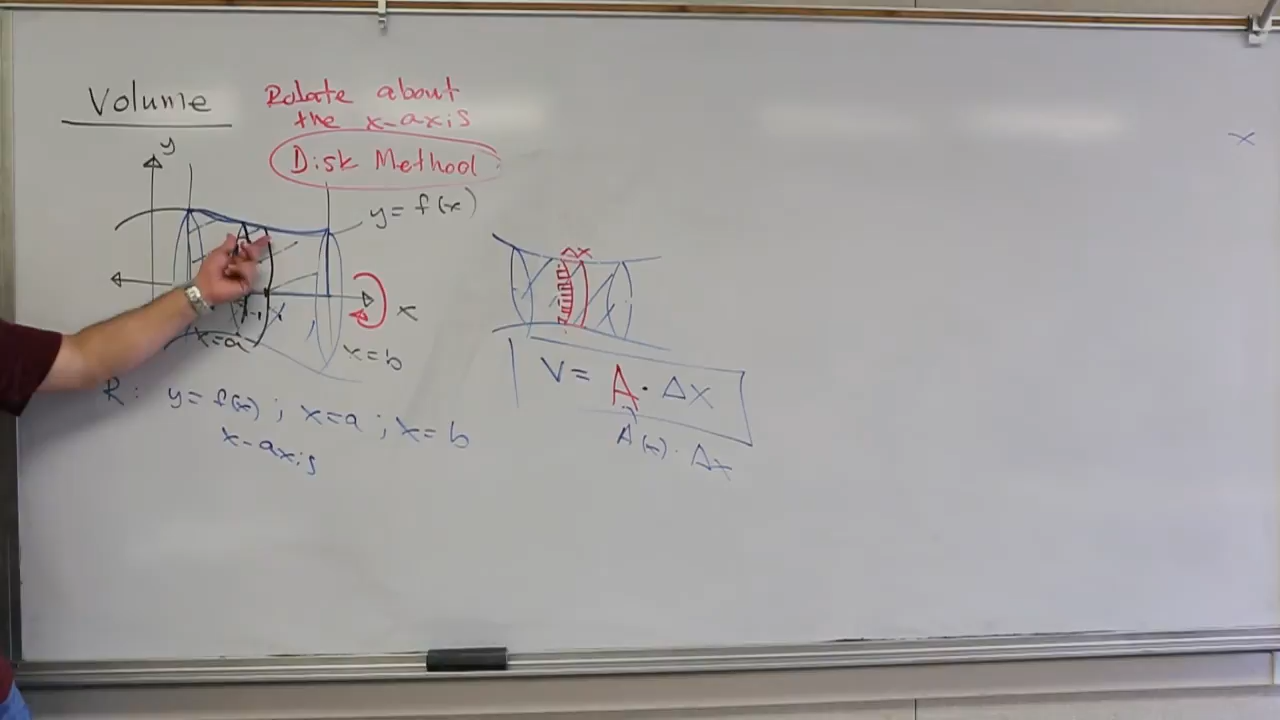 Volume
Rotate about
the x-axis
Disk Method
y
y = f(x)
x
x=a
x=b
R: y = f(x) ; x=a ; x=b
x-axis
Δx
V = A · Δx
A(x) · Δx
x